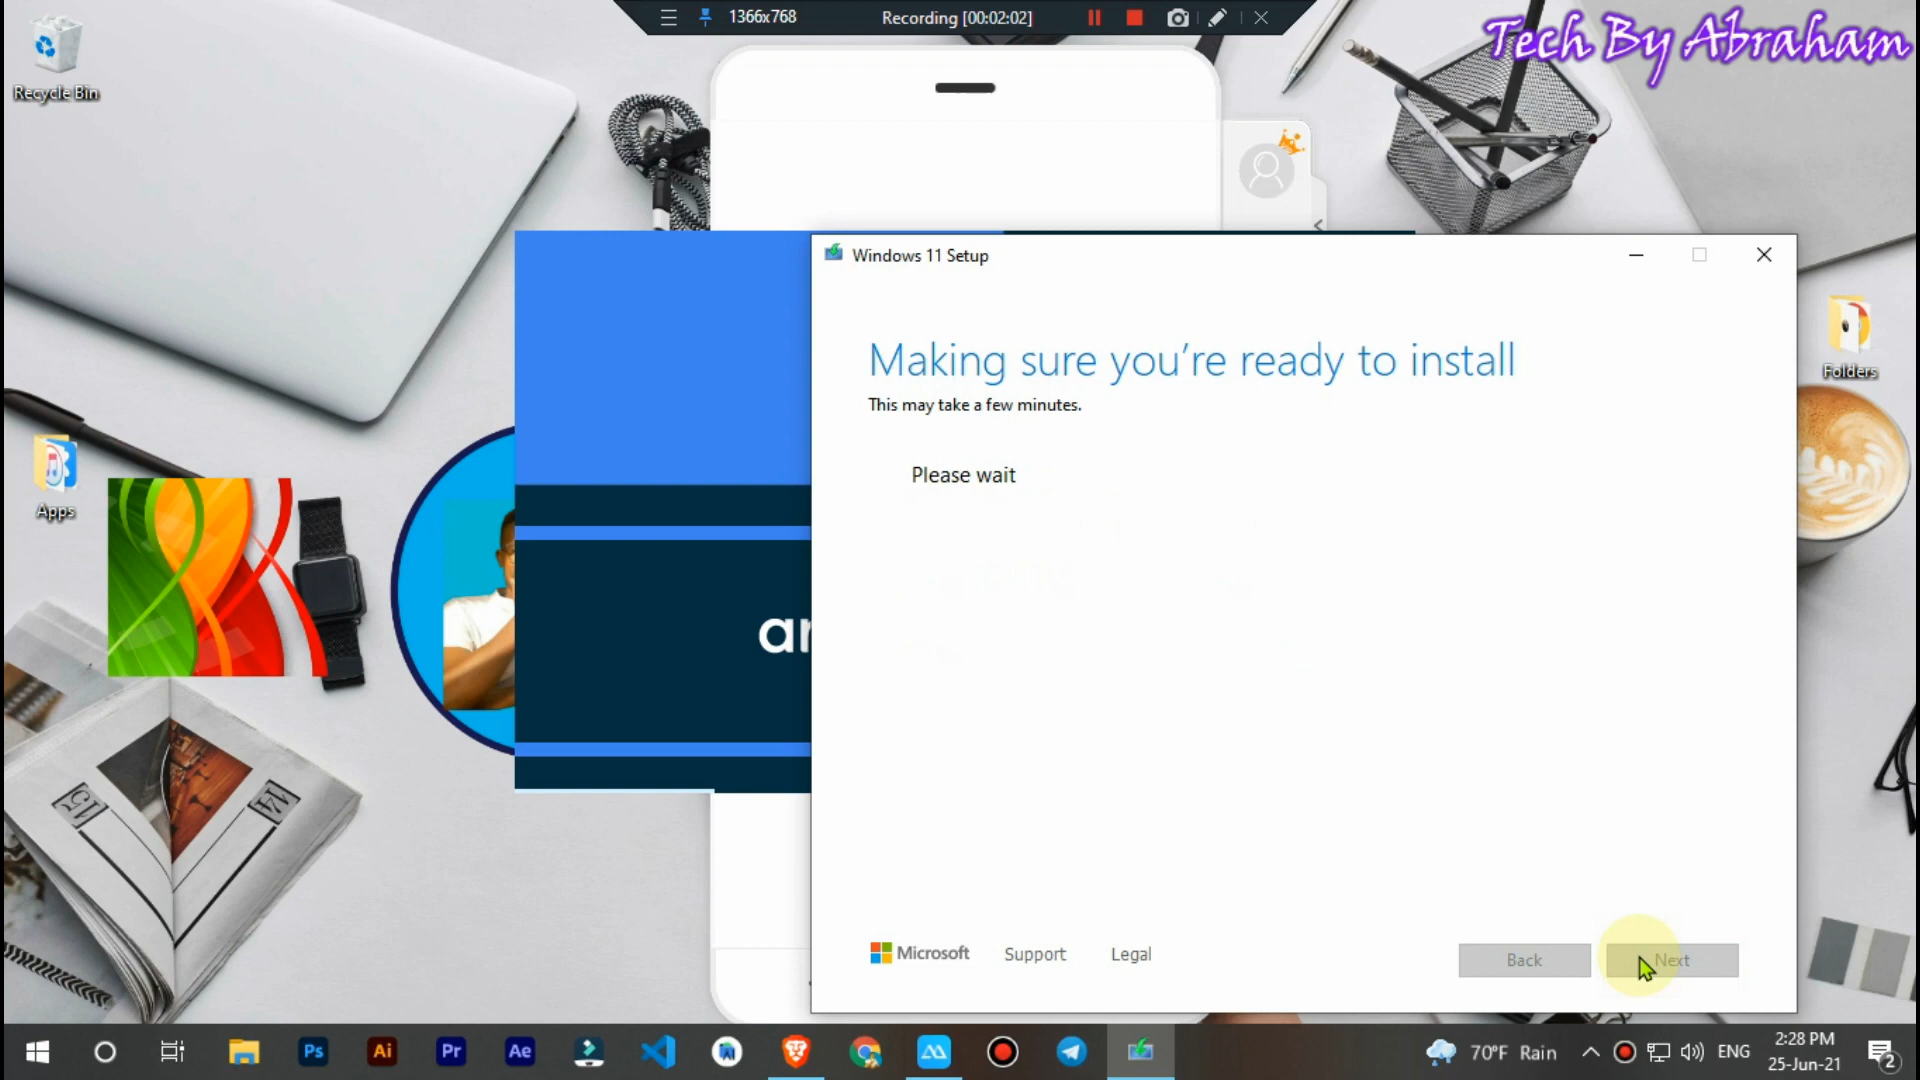 1366x768
Recording [00:02:02]
Tech By Abraham
Recycle Bin
Windows 11 Setup
Making sure you're ready to install
This may take a few minutes.
Please wait
Folders
Apps
Microsoft
Support
Legal
Back
Next
Ps
Ai
Pr
Ae
70°F Rain
ENG
2:28 PM
25-Jun-21
2